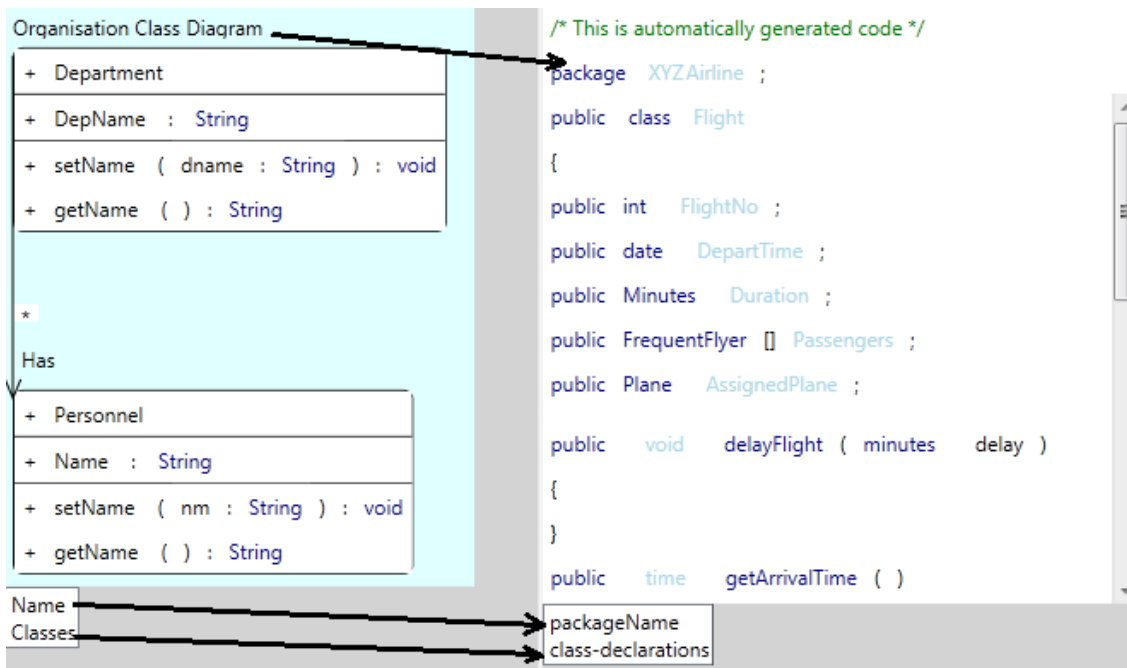 Organisation Class Diagram
+ Department
+ DepName : String
+ setName ( dname : String ) : void
+ getName ( ) : String
*
Has
+ Personnel
+ Name : String
+ setName ( nm : String ) : void
+ getName ( ) : String
Name
Classes
/* This is automatically generated code */
package XYZAirline ;
public class Flight
{
public int FlightNo ;
public date DepartTime ;
public Minutes Duration ;
public FrequentFlyer [] Passengers ;
public Plane AssignedPlane ;
public void delayFlight ( minutes delay )
{
}
public time getArrivalTime ( )
packageName
class-declarations